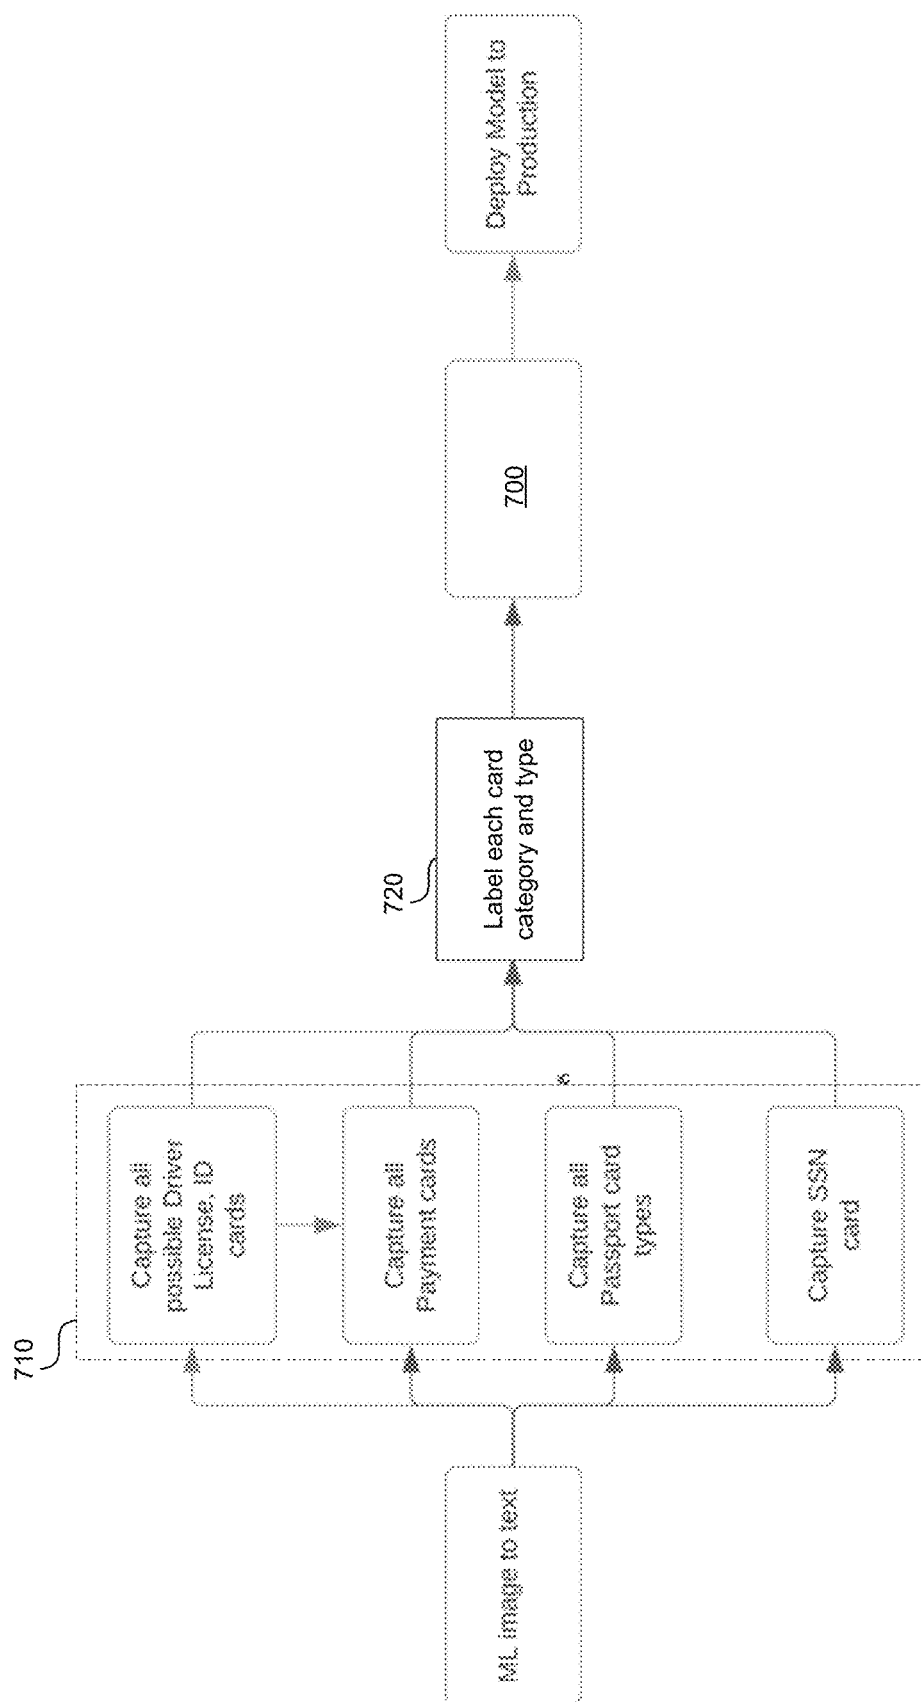 ML image to text
710
Capture all
possible Driver
License, ID
cards
Capture all
Payment cards
Capture all
Passport card
types
Capture SSN
card
720
Label each card
category and type
700
Deploy Model to
Production